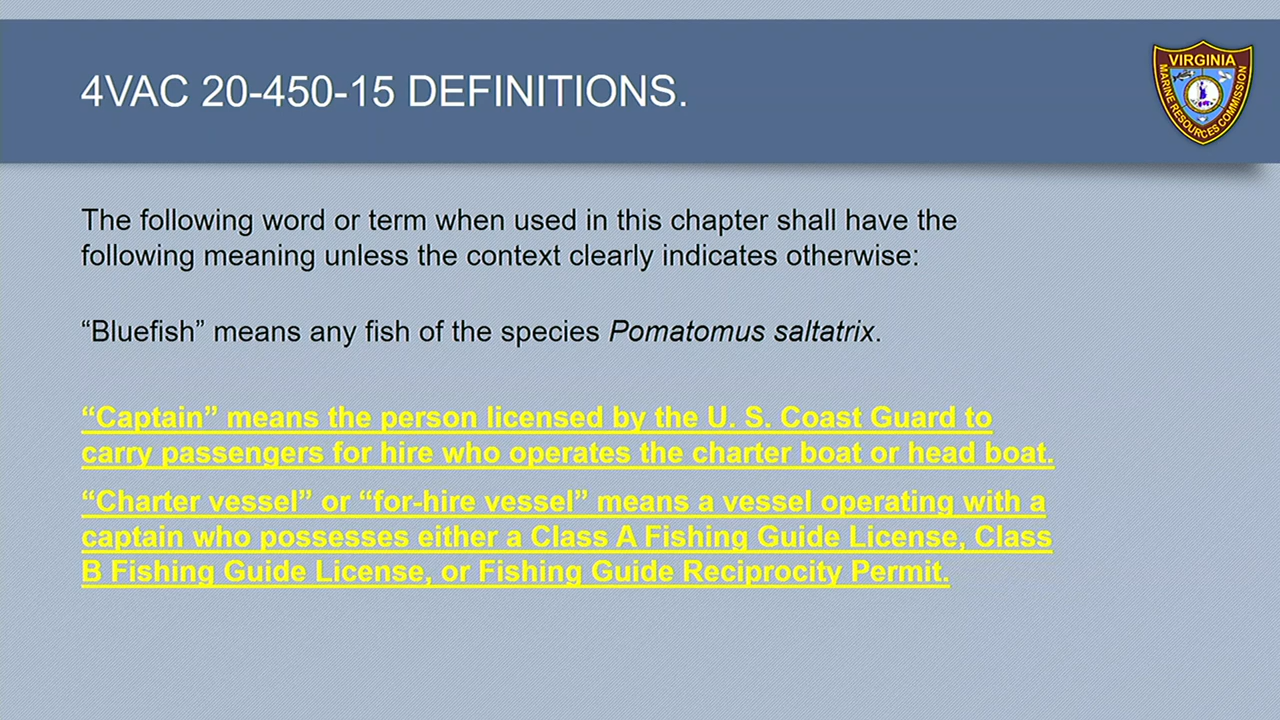 4VAC 20-450-15 DEFINITIONS.
VIRGINIA
MARINE RESOURCES COMMISSION
The following word or term when used in this chapter shall have the
following meaning unless the context clearly indicates otherwise:
“Bluefish” means any fish of the species Pomatomus saltatrix.
“Captain” means the person licensed by the U. S. Coast Guard to
carry passengers for hire who operates the charter boat or head boat.
“Charter vessel” or “for-hire vessel” means a vessel operating with a
captain who possesses either a Class A Fishing Guide License, Class
B Fishing Guide License, or Fishing Guide Reciprocity Permit.